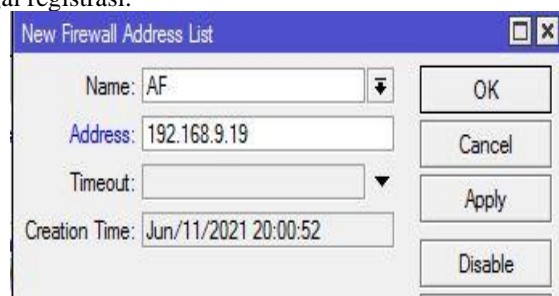 registrasi.
New Firewall Address List
Name: AF
OK
Address: 192.168.9.19
Cancel
Timeout:
Apply
Creation Time: Jun/11/2021 20:00:52
Disable